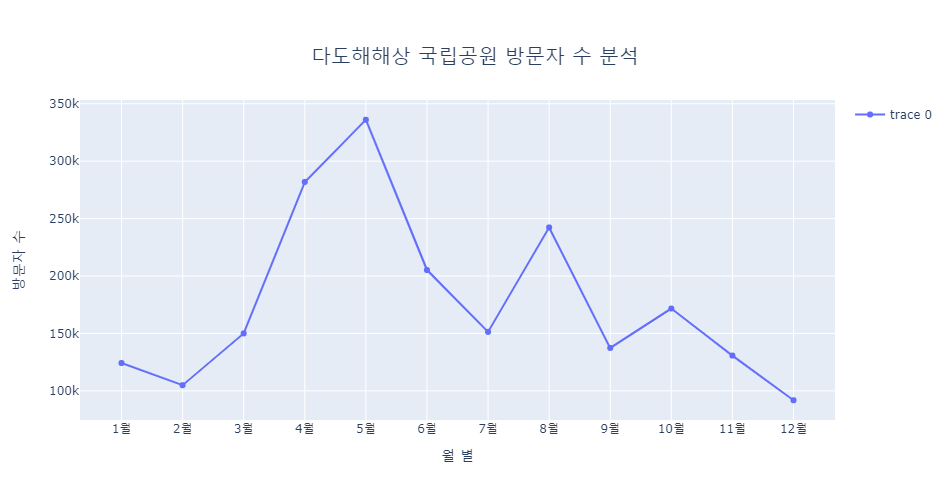 다도해해상 국립공원 방문자 수 분석
350k
300k
250k
200k
150k
100k
방문자 수
1월 2월 3월 4월 5월 6월 7월 8월 9월 10월 11월 12월
월 별
trace 0